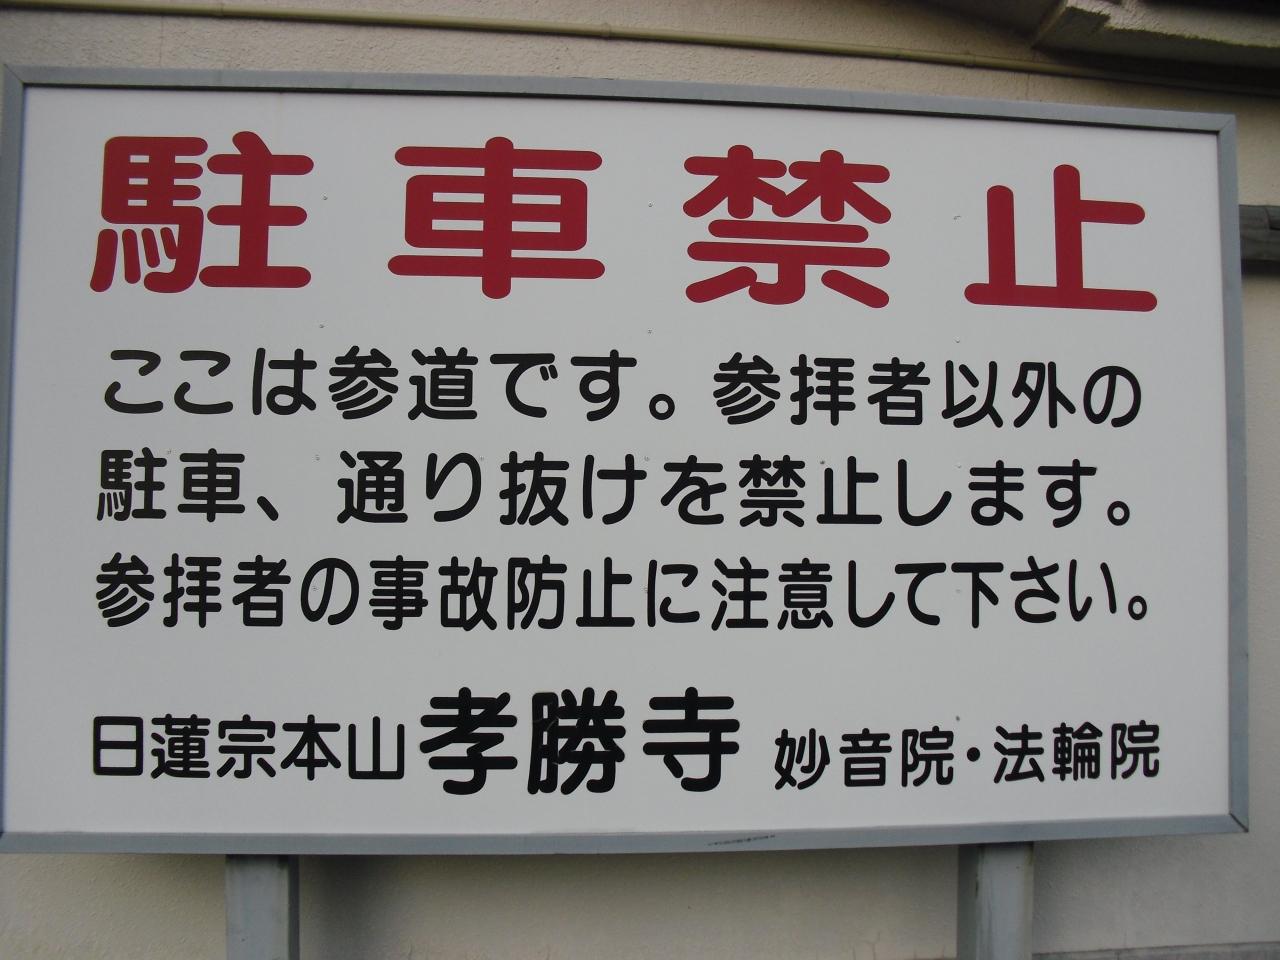 駐車禁止
ここは参道です。参拝者以外の
駐車、通り抜けを禁止します。
参拝者の事故防止に注意して下さい。
日蓮宗本山孝勝寺 妙音院・法輪院